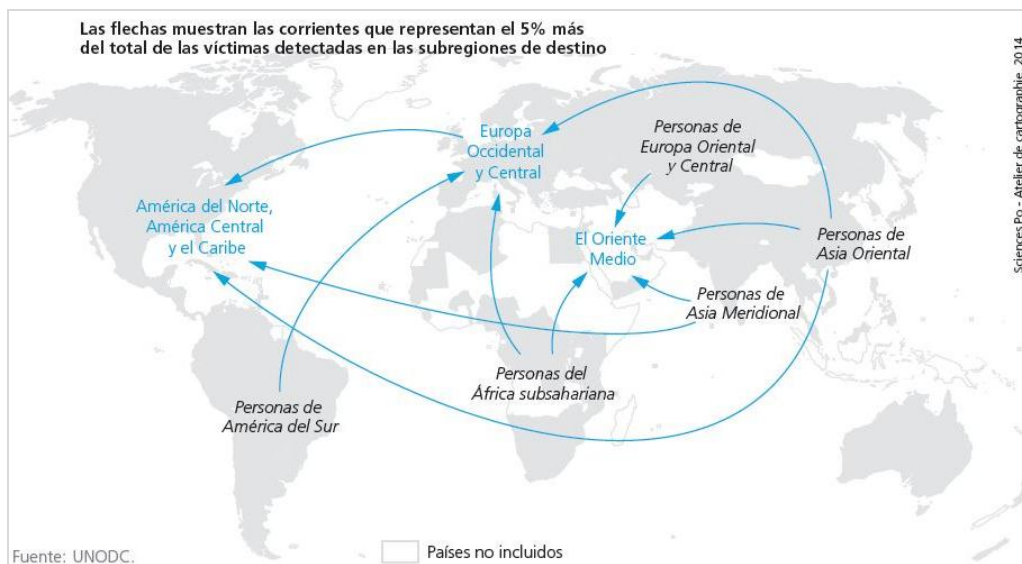 Las flechas muestran las corrientes que representan el 5% más
del total de las víctimas detectadas en las subregiones de destino
Europa
Occidental
y Central
Personas de
Europa Oriental
y Central
América del Norte,
América Central
y el Caribe
El Oriente
Medio
Personas de
Asia Oriental
Personas de
Asia Meridional
Personas del
África subsahariana
Personas de
América del Sur
Países no incluidos
Fuente: UNODC.
Sciences Po - Atelier de cartographie, 2014